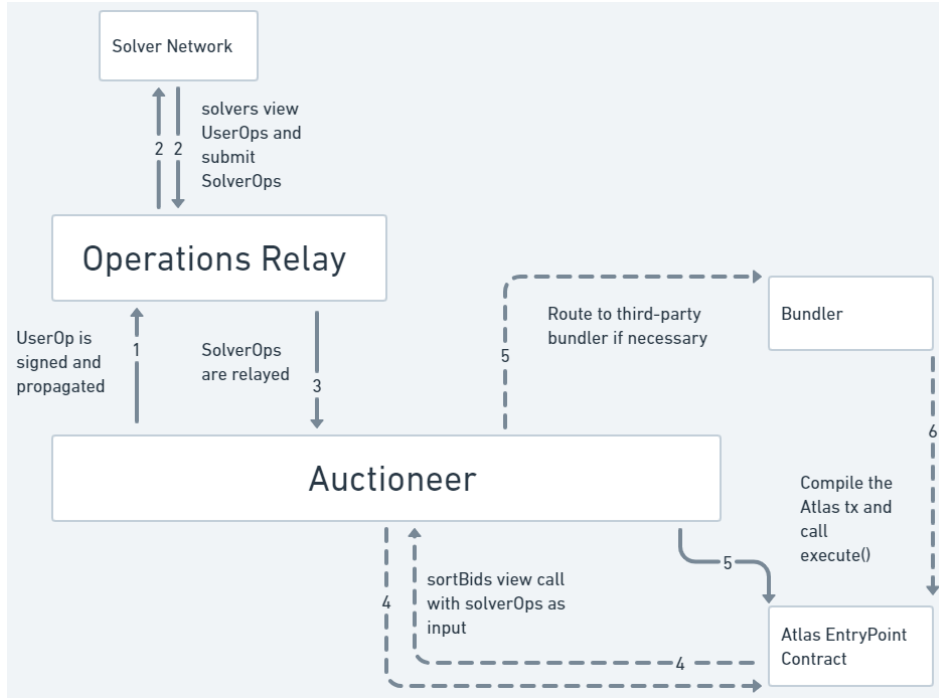 Solver Network
solvers view
UserOps and
submit
SolverOps
2
2
Operations Relay
UserOp is
signed and
propagated
1
SolverOps
are relayed
3
Route to third-party
bundler if necessary
5
Bundler
6
Auctioneer
Compile the
Atlas tx and
call
execute()
5
sortBids view call
with solverOps as
input
4
4
Atlas EntryPoint
Contract